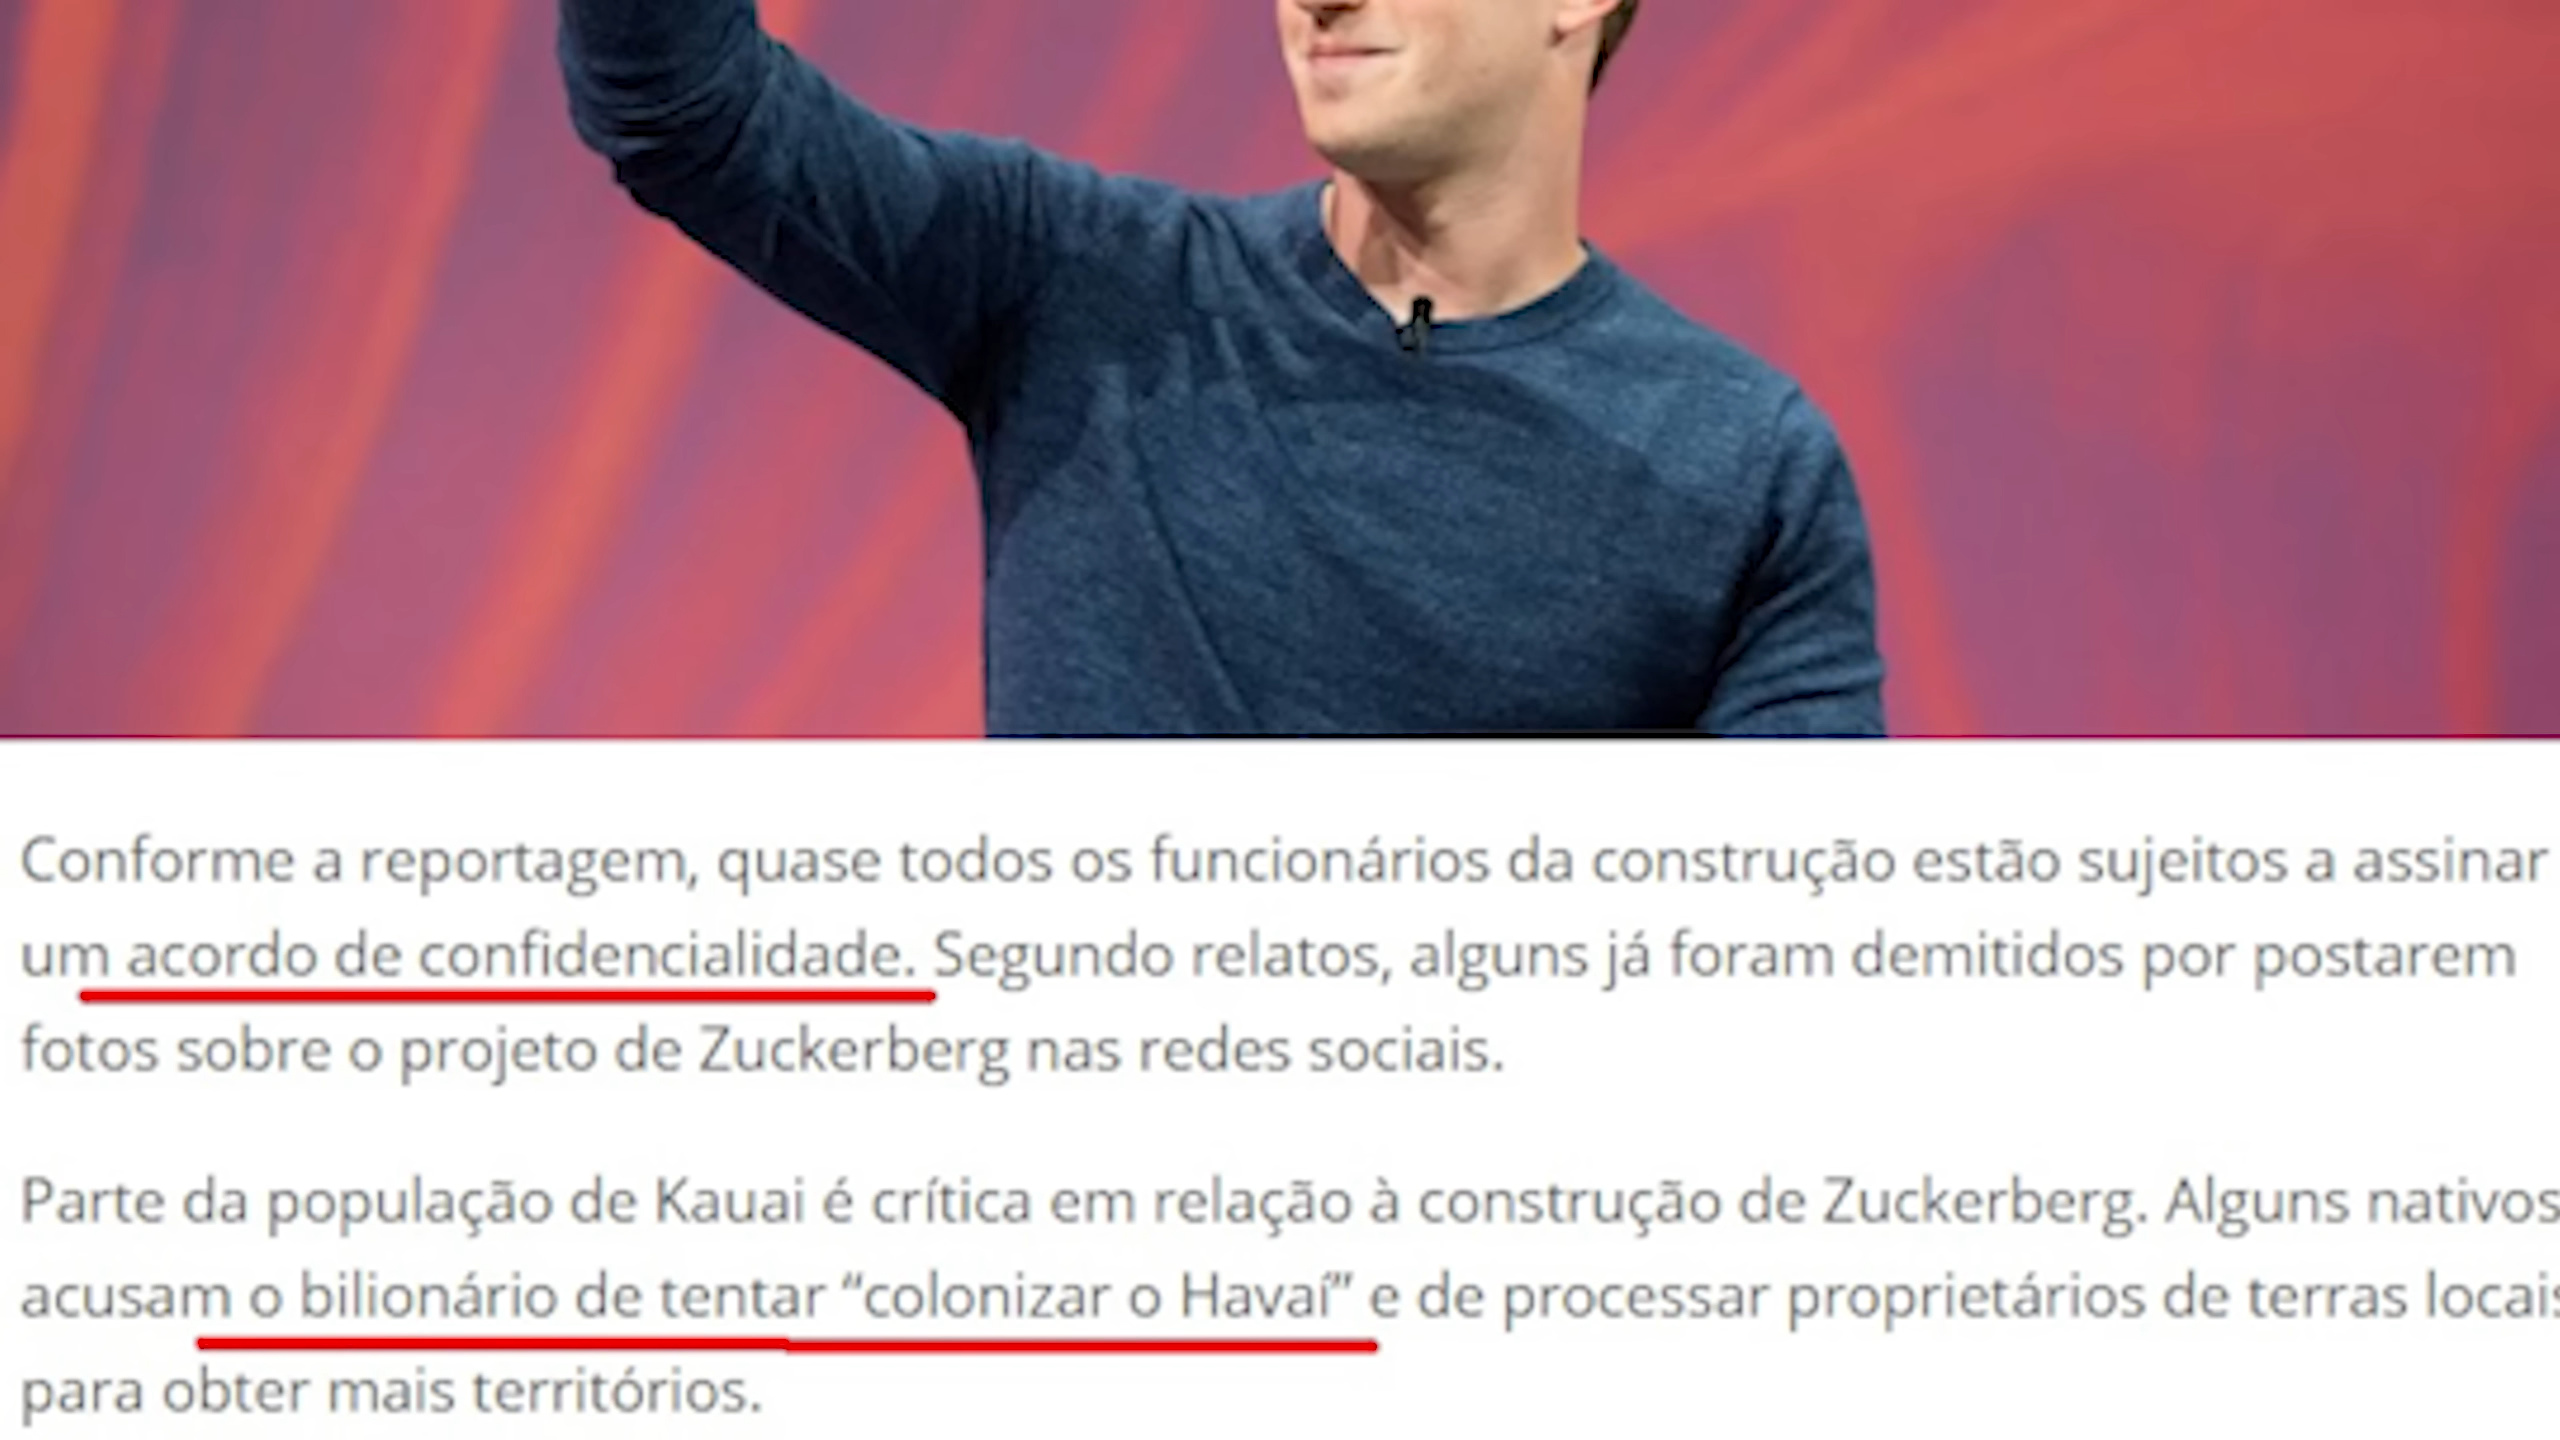 Conforme a reportagem, quase todos os funcionários da construção estão sujeitos a assinar
um acordo de confidencialidade. Segundo relatos, alguns já foram demitidos por postarem
fotos sobre o projeto de Zuckerberg nas redes sociais.
Parte da população de Kauai é crítica em relação à construção de Zuckerberg. Alguns nativos
acusam o bilionário de tentar “colonizar o Havaí” e de processar proprietários de terras locais
para obter mais territórios.